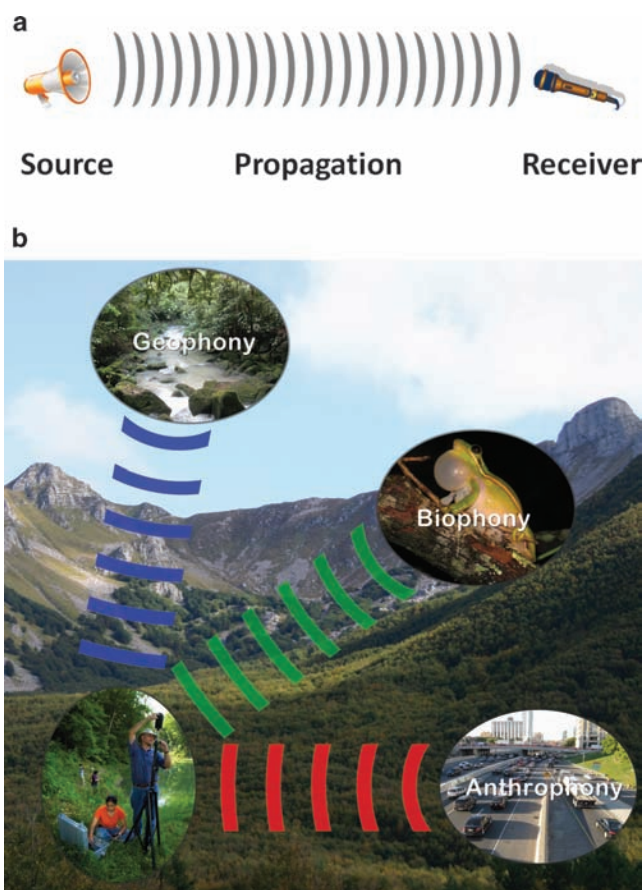 a
Source Propagation Receiver
b
Geophony
Biophony
Anthrophony